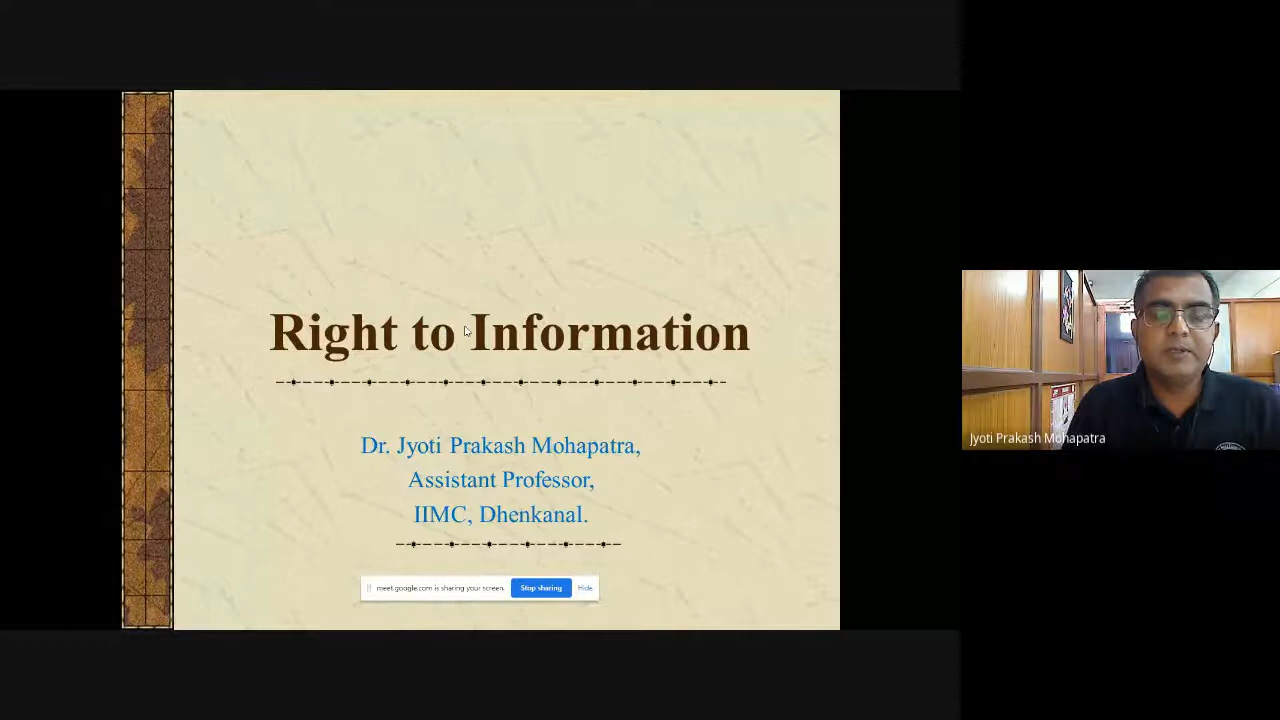 Right to Information
Dr. Jyoti Prakash Mohapatra,
Assistant Professor,
IIMC, Dhenkanal.
meet.google.com is sharing your screen.
Stop sharing
Hide
Jyoti Prakash Mohapatra